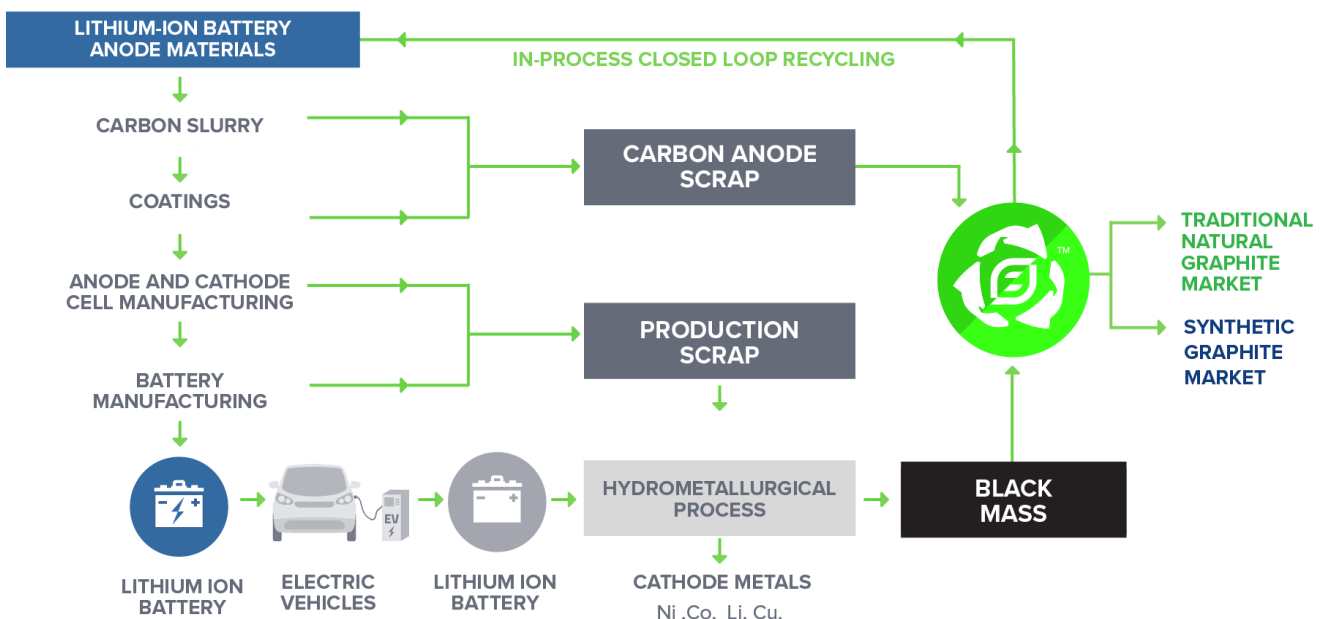 LITHIUM-ION BATTERY
ANODE MATERIALS
IN-PROCESS CLOSED LOOP RECYCLING
CARBON SLURRY
COATINGS
ANODE AND CATHODE
CELL MANUFACTURING
BATTERY
MANUFACTURING
CARBON ANODE
SCRAP
PRODUCTION
SCRAP
TM
TRADITIONAL
NATURAL
GRAPHITE
MARKET
SYNTHETIC
GRAPHITE
MARKET
EV
HYDROMETALLURGICAL
PROCESS
BLACK
MASS
LITHIUM ION
BATTERY
ELECTRIC
VEHICLES
LITHIUM ION
BATTERY
CATHODE METALS
Ni ,Co, Li, Cu,